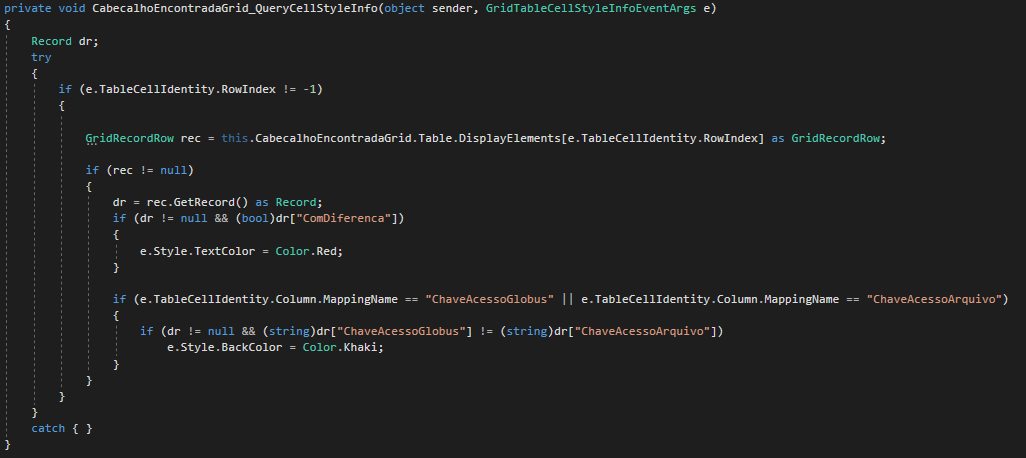 private void CabecalhoEncontradaGrid_QueryCellStyleInfo(object sender, GridTableCellStyleInfoEventArgs e)
{
    Record dr;
    try
    {
        if (e.TableCellIdentity.RowIndex != -1)
        {
            GridRecordRow rec = this.CabecalhoEncontradaGrid.Table.DisplayElements[e.TableCellIdentity.RowIndex] as GridRecordRow;
            if (rec != null)
            {
                dr = rec.GetRecord() as Record;
                if (dr != null && (bool)dr["ComDiferenca"])
                {
                    e.Style.TextColor = Color.Red;
                }
                if (e.TableCellIdentity.Column.MappingName == "ChaveAcessoGlobus" || e.TableCellIdentity.Column.MappingName == "ChaveAcessoArquivo")
                {
                    if (dr != null && (string)dr["ChaveAcessoGlobus"] != (string)dr["ChaveAcessoArquivo"])
                        e.Style.BackColor = Color.Khaki;
                }
            }
        }
    }
    catch { }
}